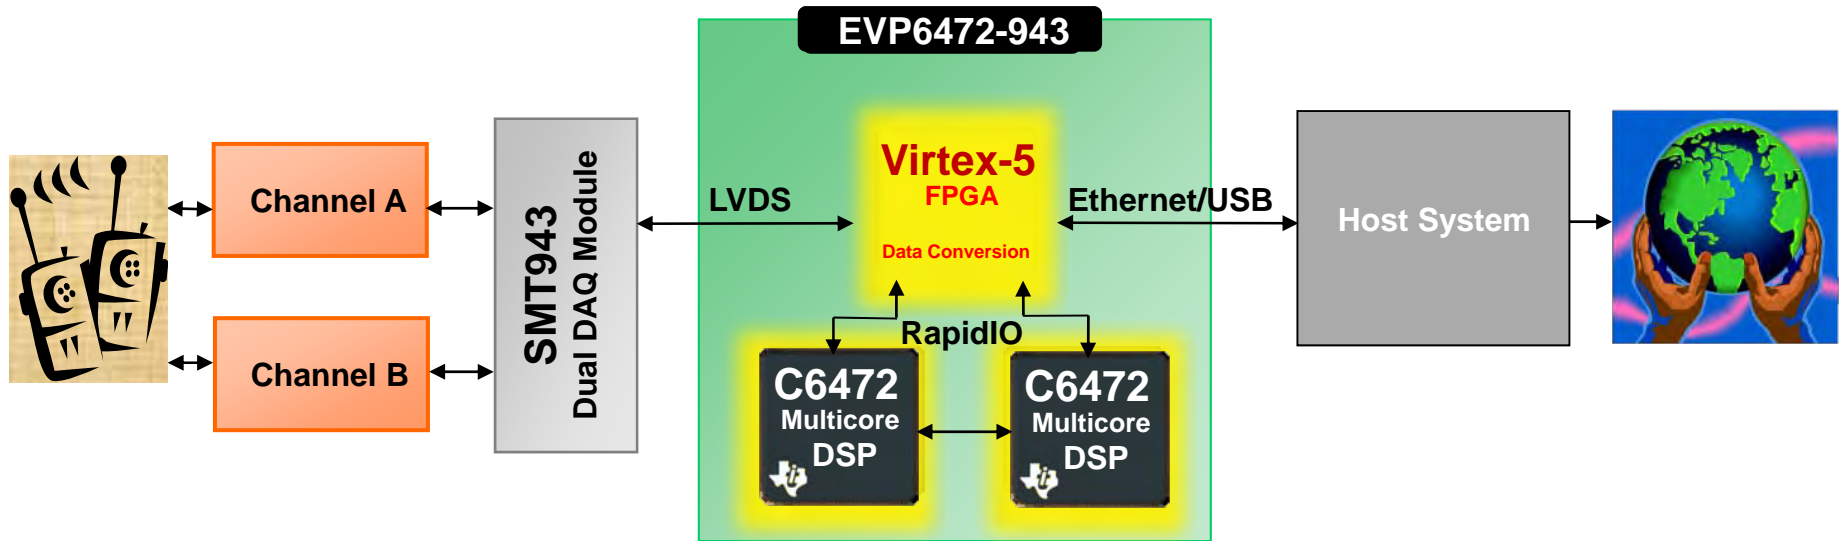 EVP6472-943
Channel A
Channel B
SMT943
Dual DAQ Module
LVDS
Virtex-5
FPGA
Data Conversion
Ethernet/USB
RapidIO
C6472
Multicore
DSP
C6472
Multicore
DSP
Host System